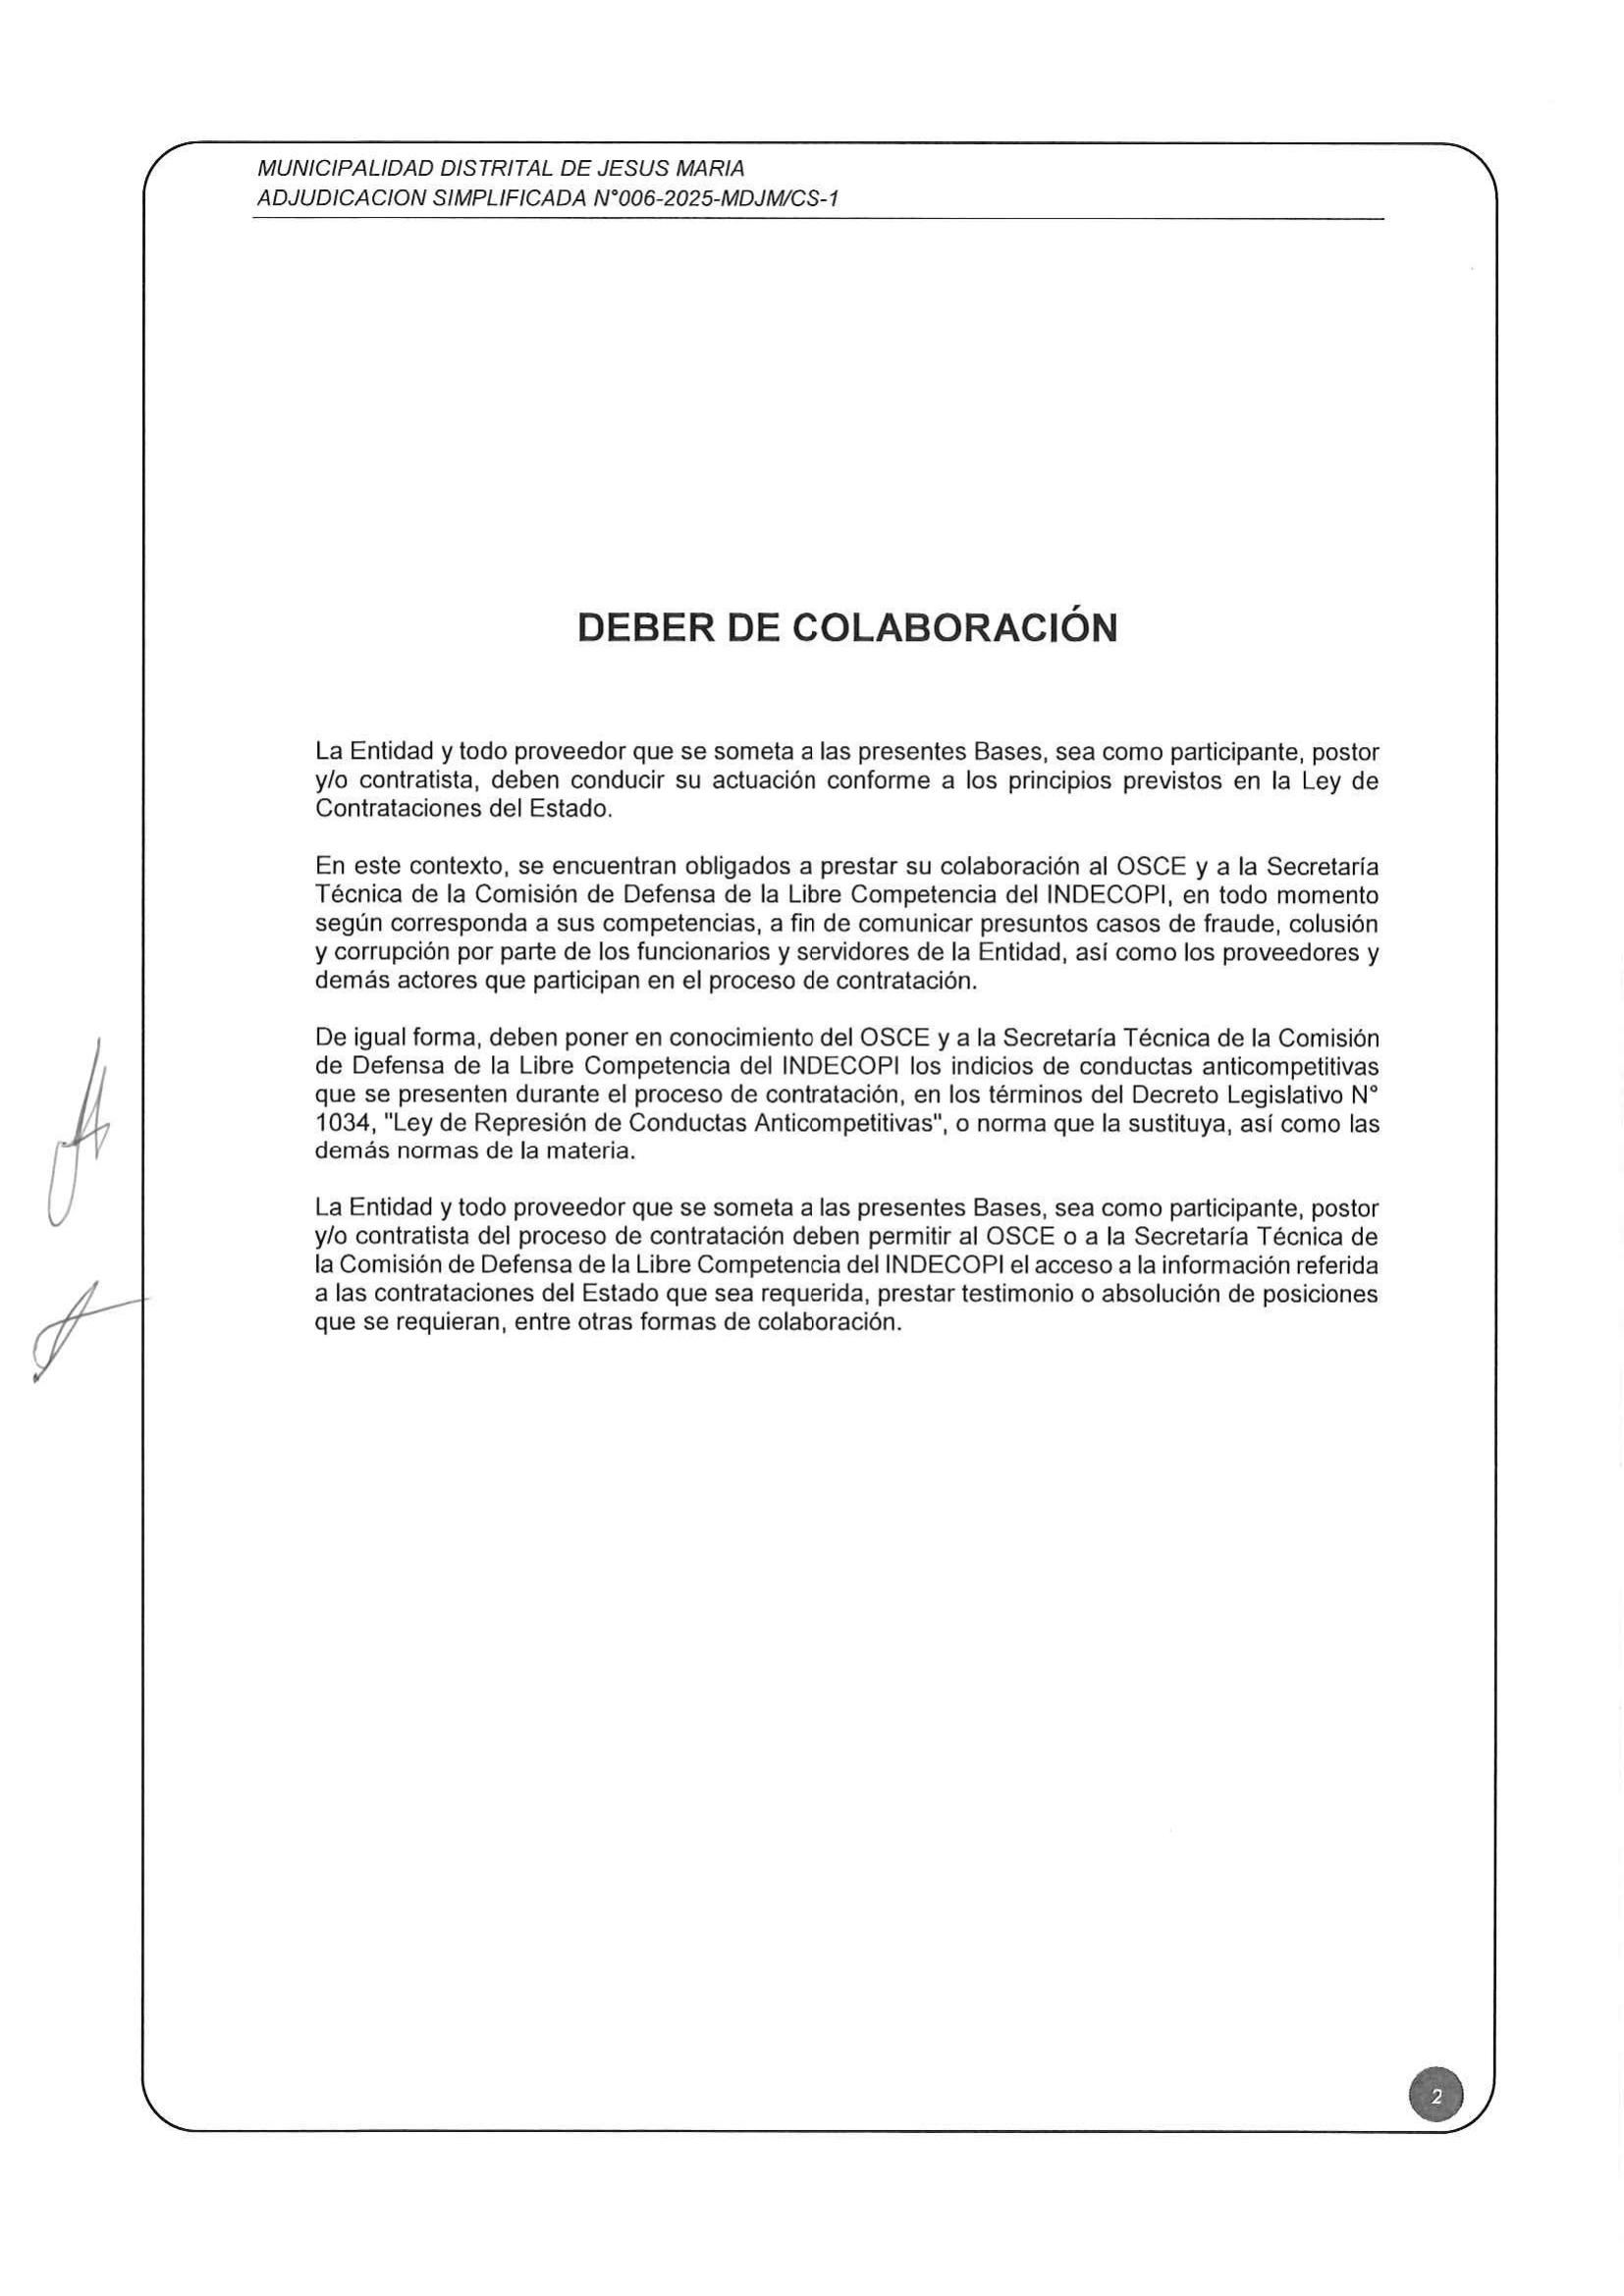 MUNICIPALIDAD DISTRITAL DE JESUS MARIA
ADJUDICACION SIMPLIFICADA N°006-2025-MDJM/CS-1
DEBER DE COLABORACIÓN
La Entidad y todo proveedor que se someta a las presentes Bases, sea como participante, postor
y/o contratista, deben conducir su actuación conforme a los principios previstos en la Ley de
Contrataciones del Estado.
En este contexto, se encuentran obligados a prestar su colaboración al OSCE y a la Secretaría
Técnica de la Comisión de Defensa de la Libre Competencia del INDECOPI, en todo momento
según corresponda a sus competencias, a fin de comunicar presuntos casos de fraude, colusión
y corrupción por parte de los funcionarios y servidores de la Entidad, así como los proveedores y
demás actores que participan en el proceso de contratación.
De igual forma, deben poner en conocimiento del OSCE y a la Secretaría Técnica de la Comisión
de Defensa de la Libre Competencia del INDECOPI los indicios de conductas anticompetitivas
que se presenten durante el proceso de contratación, en los términos del Decreto Legislativo N°
1034, "Ley de Represión de Conductas Anticompetitivas", o norma que la sustituya, así como las
demás normas de la materia.
La Entidad y todo proveedor que se someta a las presentes Bases, sea como participante, postor
y/o contratista del proceso de contratación deben permitir al OSCE o a la Secretaría Técnica de
la Comisión de Defensa de la Libre Competencia del INDECOPI el acceso a la información referida
a las contrataciones del Estado que sea requerida, prestar testimonio o absolución de posiciones
que se requieran, entre otras formas de colaboración.
2